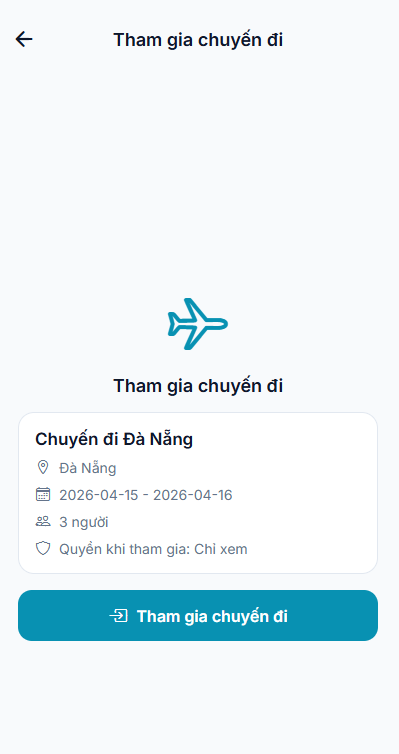 Tham gia chuyến đi
Tham gia chuyến đi
Chuyến đi Đà Nẵng
Đà Nẵng
2026-04-15 - 2026-04-16
3 người
Quyền khi tham gia: Chỉ xem
Tham gia chuyến đi